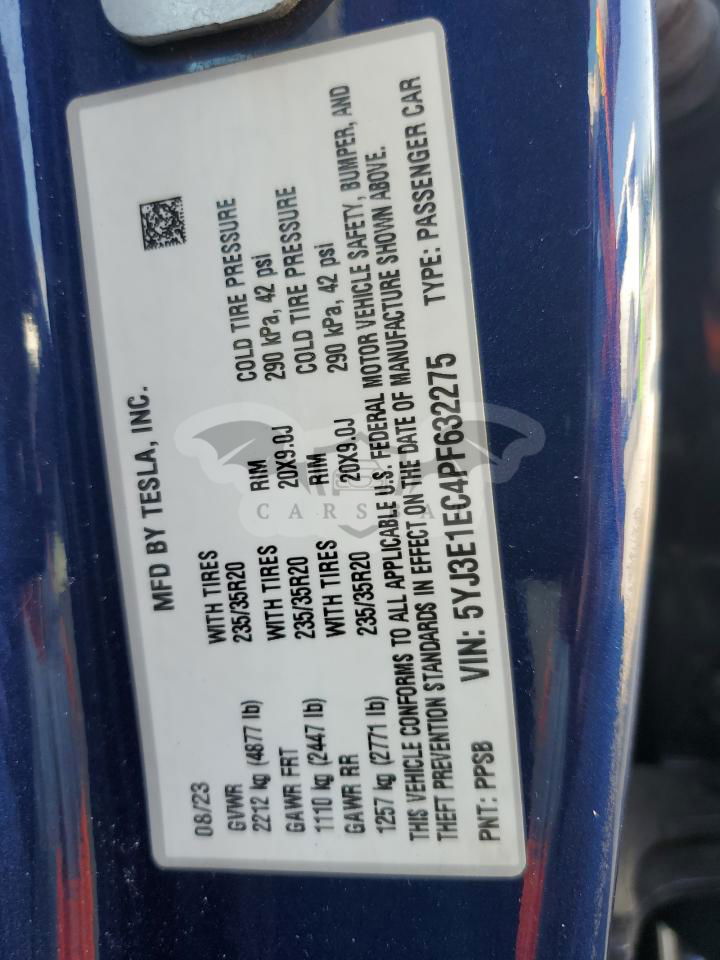 MFD BY TESLA, INC.
08/23
GVWR WITH TIRES RIM COLD TIRE PRESSURE
2212 kg (4877 lb) 235/35R20 20X9.0J 290 kPa, 42 psi
GAWR FRT WITH TIRES RIM COLD TIRE PRESSURE
1110 kg (2447 lb) 235/35R20 20X9.0J 290 kPa, 42 psi
GAWR RR WITH TIRES RIM COLD TIRE PRESSURE
1257 kg (2771 lb) 235/35R20 20X9.0J 290 kPa, 42 psi
THIS VEHICLE CONFORMS TO ALL APPLICABLE U.S. FEDERAL MOTOR VEHICLE SAFETY, BUMPER, AND
THEFT PREVENTION STANDARDS IN EFFECT ON THE DATE OF MANUFACTURE SHOWN ABOVE.
PNT: PPSB VIN: 5YJ3E1EC4PF632275 TYPE: PASSENGER CAR